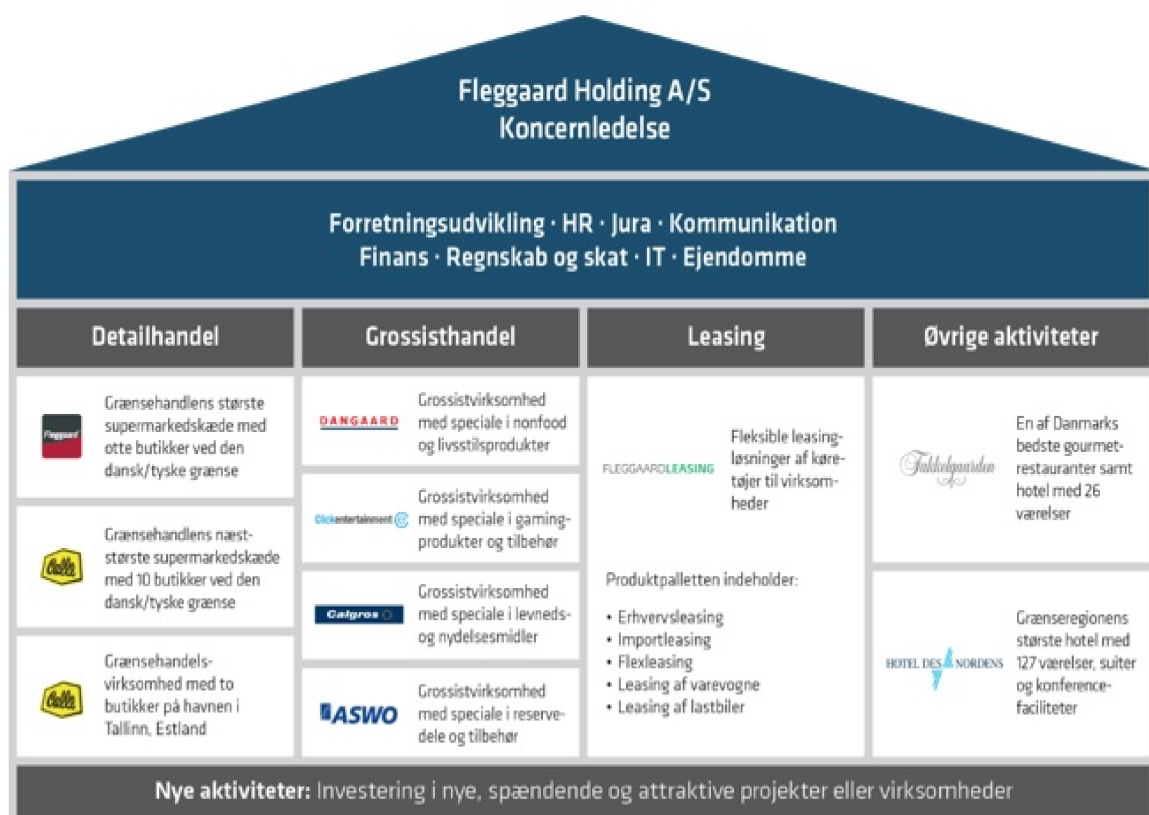 Fleggaard Holding A/S
Koncernledelse
Forretningsudvikling · HR · Jura · Kommunikation
Finans · Regnskab og skat · IT · Ejendomme
Detailhandel
Fleggaard
Grænsehandlens største
supermarkedskæde med
otte butikker ved den
dansk/tyske grænse
Calle
Grænsehandlens næst-
største supermarkedskæde
med 10 butikker ved den
dansk/tyske grænse
Calle
Grænsehandels-
virksomhed med to
butikker på havnen i
Tallinn, Estland
Grossisthandel
DANGAARD
Grossistvirksomhed
med speciale i nonfood
og livsstilsprodukter
Clickentertainment
Grossistvirksomhed
med speciale i gaming-
produkter og tilbehør
Calgros
Grossistvirksomhed
med speciale i levneds-
og nydelsesmidler
ASWO
Grossistvirksomhed
med speciale i reserve-
dele og tilbehør
Leasing
FLEGGAARDLEASING
Fleksible leasing-
løsninger af køre-
tøjer til virksom-
heder
Produktpalletten indeholder:
• Erhvervsleasing
• Importleasing
• Flexleasing
• Leasing af varevogne
• Leasing af lastbiler
Øvrige aktiviteter
Fakkelgaarden
En af Danmarks
bedste gourmet-
restauranter samt
hotel med 26
værelser
HOTEL DES NORDENS
Grænseregionens
største hotel med
127 værelser, suiter
og konference-
faciliteter
Nye aktiviteter: Investering i nye, spændende og attraktive projekter eller virksomheder